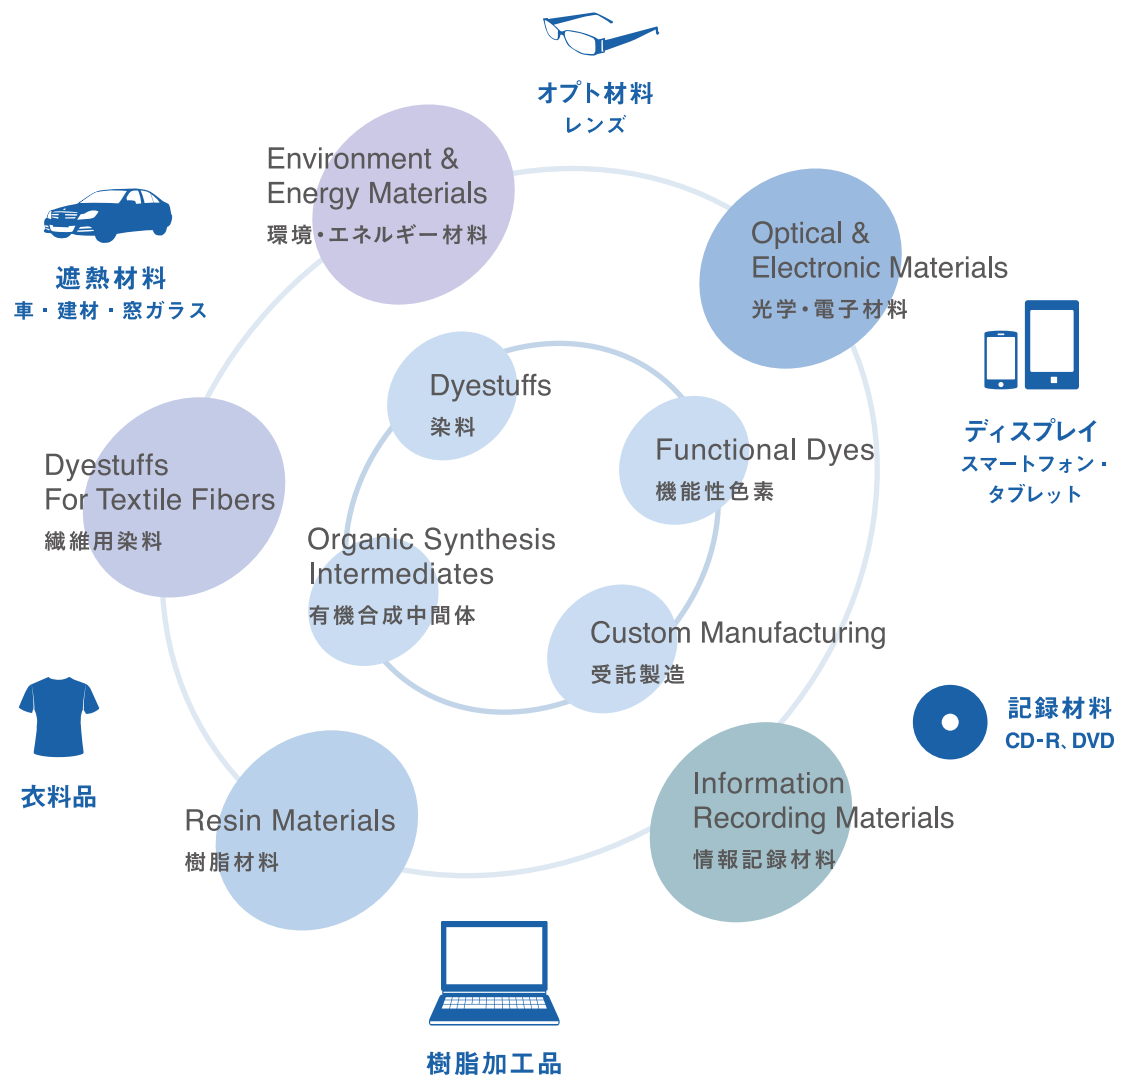 オプト材料
レンズ
Environment &
Energy Materials
環境・エネルギー材料
遮熱材料
車・建材・窓ガラス
Optical &
Electronic Materials
光学・電子材料
ディスプレイ
スマートフォン・
タブレット
Dyestuffs
染料
Functional Dyes
機能性色素
Dyestuffs
For Textile Fibers
繊維用染料
Organic Synthesis
Intermediates
有機合成中間体
Custom Manufacturing
受託製造
衣料品
記録材料
CD-R、DVD
Resin Materials
樹脂材料
Information
Recording Materials
情報記録材料
樹脂加工品